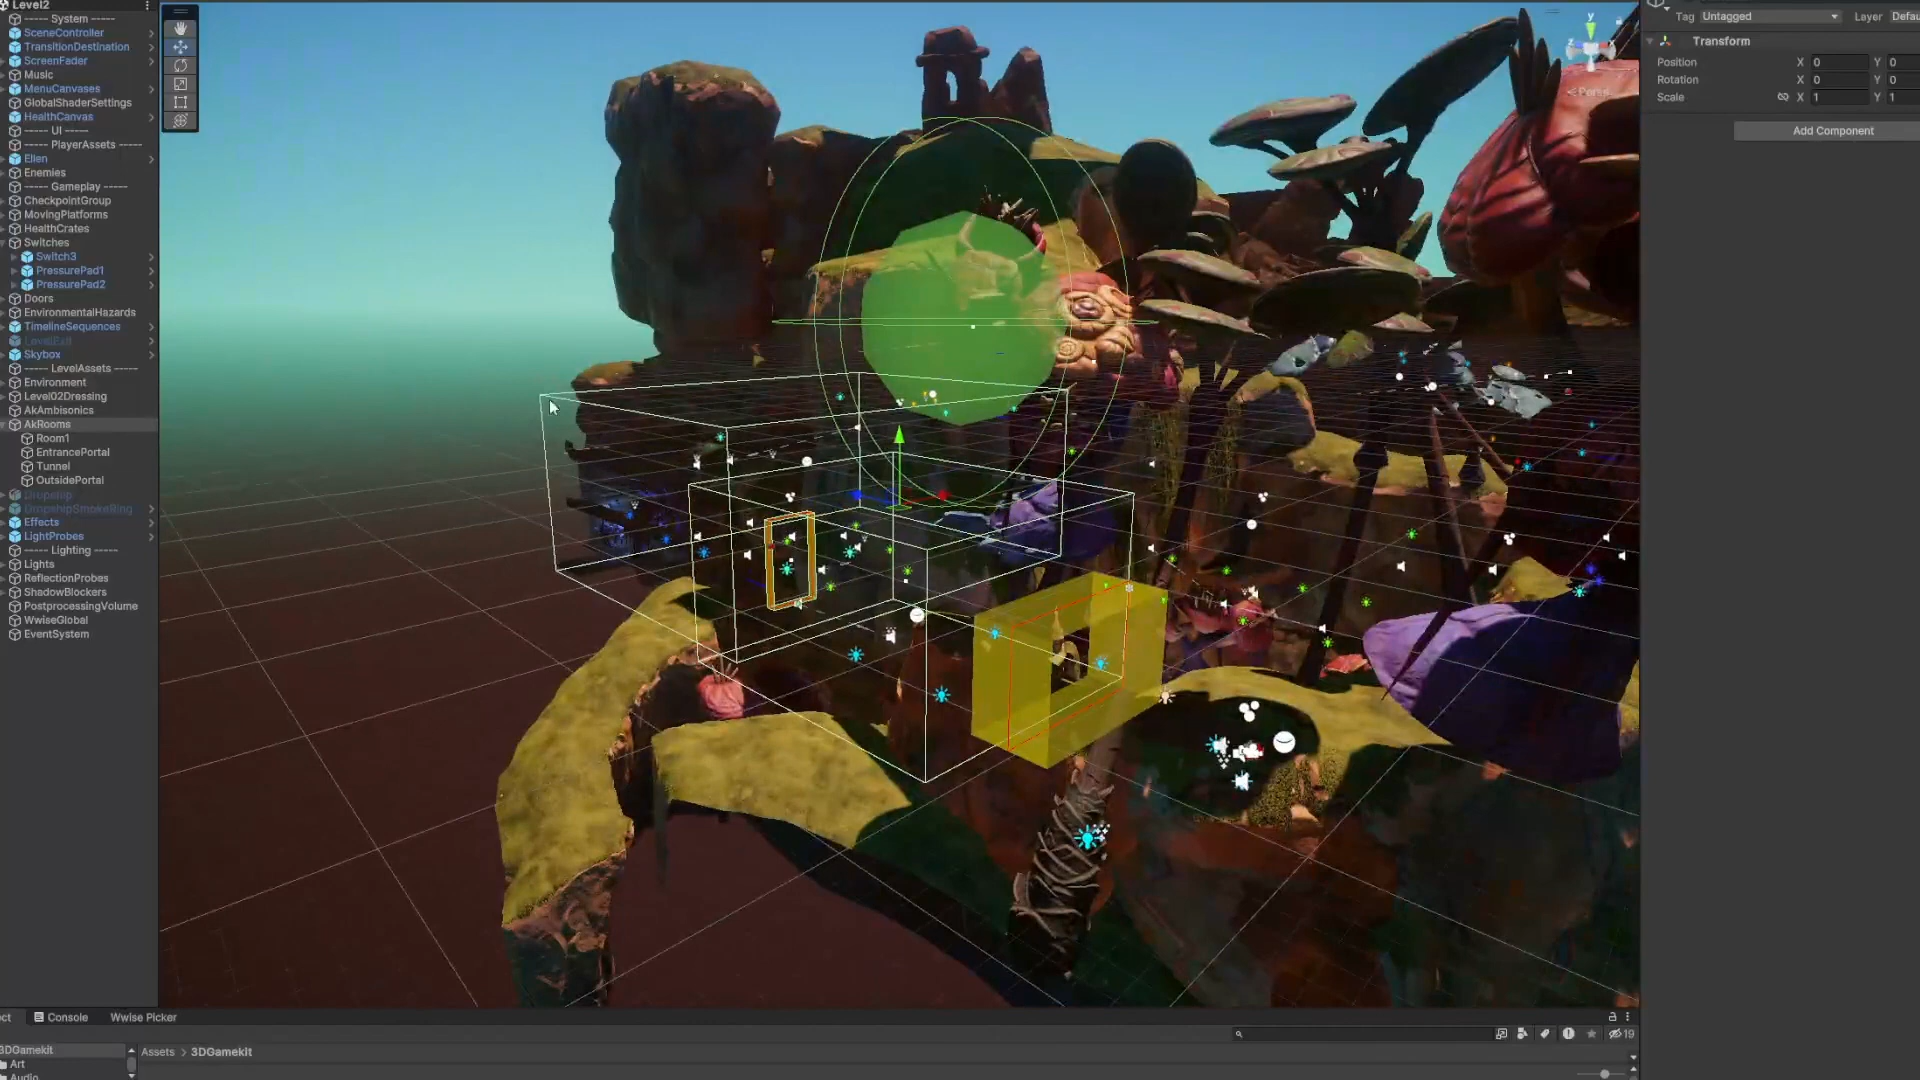 Level2
----- System -----
SceneController
TransitionDestination
ScreenFader
Music
MenuCanvases
GlobalShaderSettings
HealthCanvas
----- UI -----
----- PlayerAssets -----
Ellen
Enemies
----- Gameplay -----
CheckpointGroup
MovingPlatforms
HealthCrates
Switches
Switch3
PressurePad1
PressurePad2
Doors
EnvironmentalHazards
TimelineSequences
LevelExit
Skybox
----- LevelAssets -----
Environment
Level02Dressing
AkAmbisonics
AkRooms
Room1
EntrancePortal
Tunnel
OutsidePortal
Dropship
DropshipSmokeRing
Effects
LightProbes
----- Lighting -----
Lights
ReflectionProbes
ShadowBlockers
PostprocessingVolume
WwiseGlobal
EventSystem
y
z x
< Persp
Tag Untagged Layer Defau
Transform
Position X 0 Y 0
Rotation X 0 Y 0
Scale X 1 Y 1
Add Component
ect Console Wwise Picker
19
3DGamekit
Art
Audio
Assets > 3DGamekit